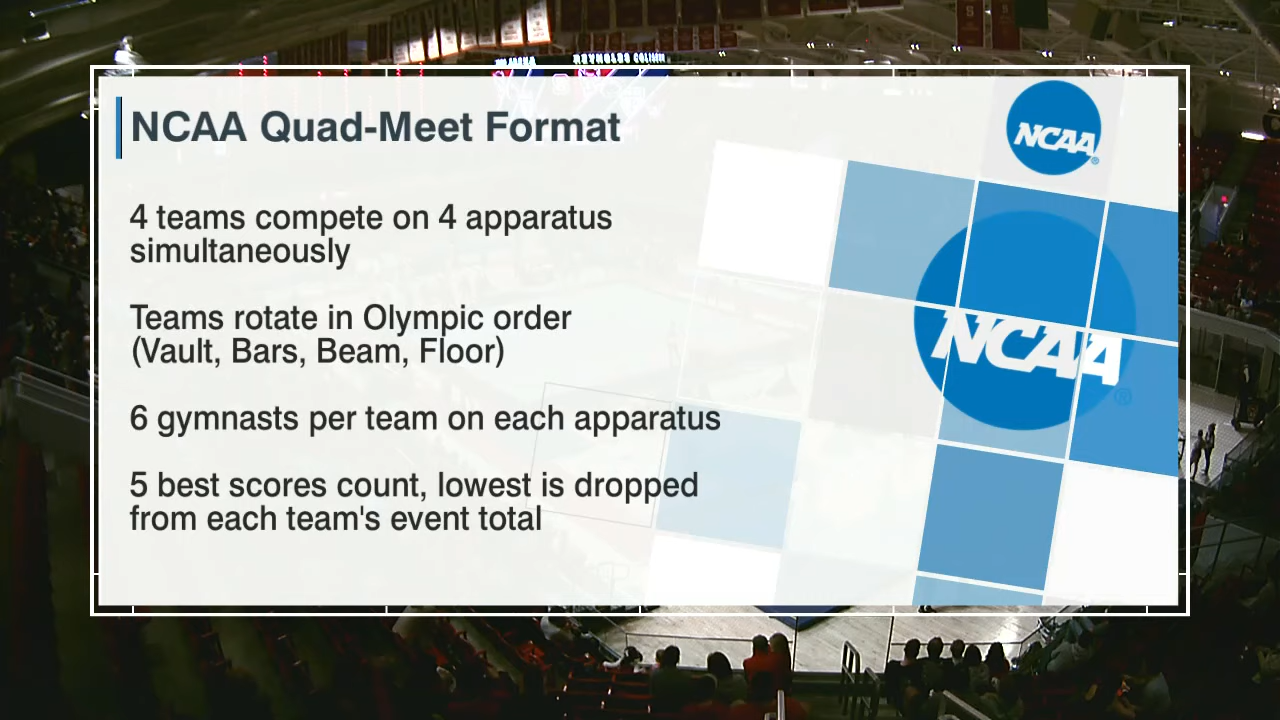 REYNOLDS COLISEUM
NCAA Quad-Meet Format
NCAA
4 teams compete on 4 apparatus
simultaneously
Teams rotate in Olympic order
(Vault, Bars, Beam, Floor)
NCAA
6 gymnasts per team on each apparatus
5 best scores count, lowest is dropped
from each team's event total